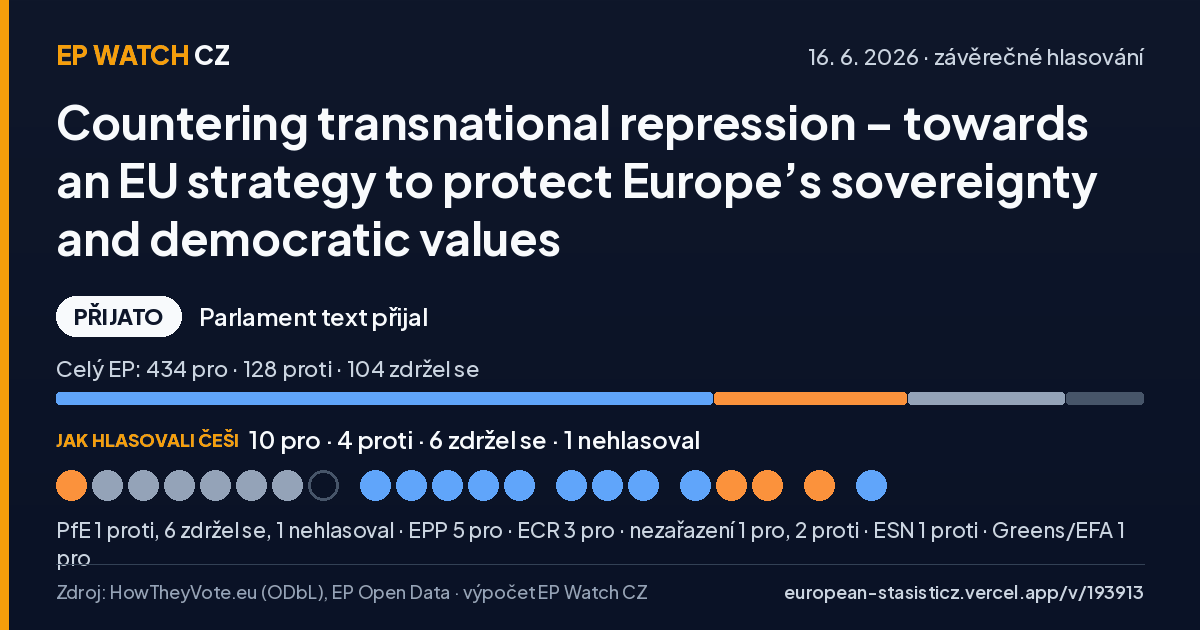 EP WATCH CZ
16. 6. 2026 · závěrečné hlasování
Countering transnational repression – towards
an EU strategy to protect Europe’s sovereignty
and democratic values
PŘIJATO Parlament text přijal
Celý EP: 434 pro · 128 proti · 104 zdržel se
JAK HLASOVALI ČEŠI 10 pro · 4 proti · 6 zdržel se · 1 nehlasoval
PfE 1 proti, 6 zdržel se, 1 nehlasoval · EPP 5 pro · ECR 3 pro · nezařazení 1 pro, 2 proti · ESN 1 proti · Greens/EFA 1
pro
Zdroj: HowTheyVote.eu (ODbL), EP Open Data · výpočet EP Watch CZ
european-stasisticz.vercel.app/v/193913